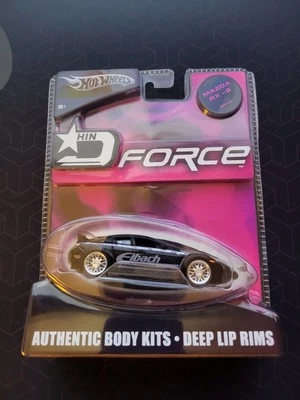 Hot Wheels
MAZDA
RX-8
HIN
D FORCE
Eibach
AUTHENTIC BODY KITS • DEEP LIP RIMS